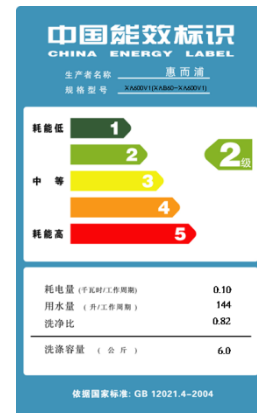 中国能效标识
CHINA ENERGY LABEL
生产者名称 惠而浦
规格型号
耗能低 1
2 2级
中 等 3
4
耗能高 5
耗电量 (千瓦时/工作周期) 0.10
用水量 (升/工作周期) 144
洗净比 0.82
洗涤容量 (公斤) 6.0
依据国家标准: GB 12021.4-2004